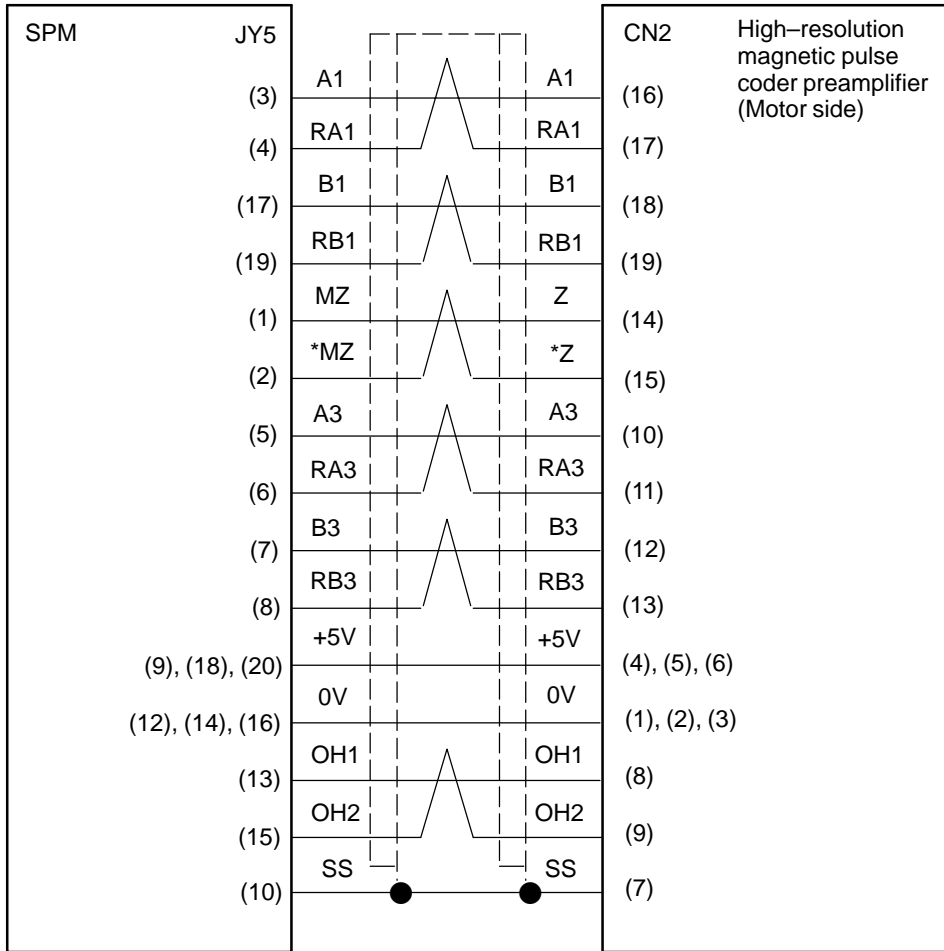 SPM JY5 CN2 High–resolution
magnetic pulse
coder preamplifier
(Motor side)
(3) A1 A1 (16)
(4) RA1 RA1 (17)
(17) B1 B1 (18)
(19) RB1 RB1 (19)
(1) MZ Z (14)
(2) *MZ *Z (15)
(5) A3 A3 (10)
(6) RA3 RA3 (11)
(7) B3 B3 (12)
(8) RB3 RB3 (13)
(9), (18), (20) +5V +5V (4), (5), (6)
(12), (14), (16) 0V 0V (1), (2), (3)
(13) OH1 OH1 (8)
(15) OH2 OH2 (9)
(10) SS SS (7)